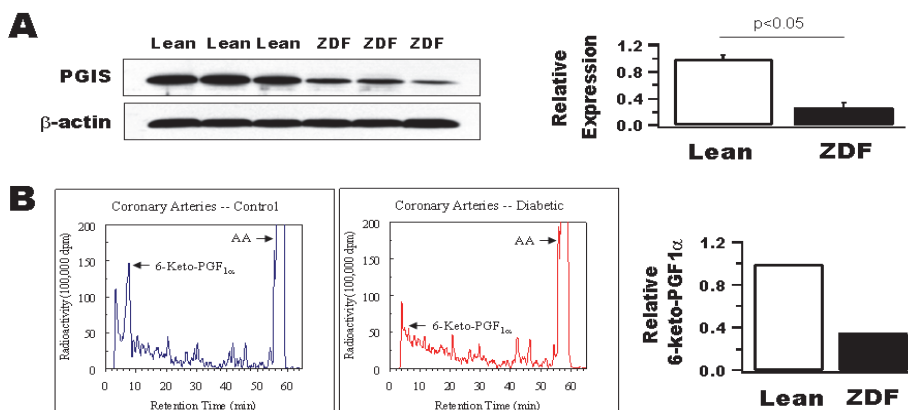 A
Lean Lean Lean ZDF ZDF ZDF
PGIS
β-actin
p<0.05
Relative
Expression
1.2
0.8
0.4
0.0
Lean ZDF
B
Coronary Arteries -- Control
Radioactivity (100,000 dpm)
200
150
100
50
0
AA
6-Keto-PGF1α
0 10 20 30 40 50 60
Retention Time (min)
Coronary Arteries -- Diabetic
Radioactivity (100,000 dpm)
200
150
100
50
0
AA
6-Keto-PGF1α
0 10 20 30 40 50 60
Retention Time (min)
Relative
6-keto-PGF1α
1.2
0.8
0.4
0.0
Lean ZDF